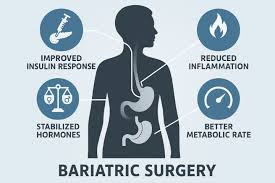 IMPROVED
INSULIN RESPONSE
REDUCED
INFLAMMATION
STABILIZED
HORMONES
BETTER
METABOLIC RATE
BARIATRIC SURGERY